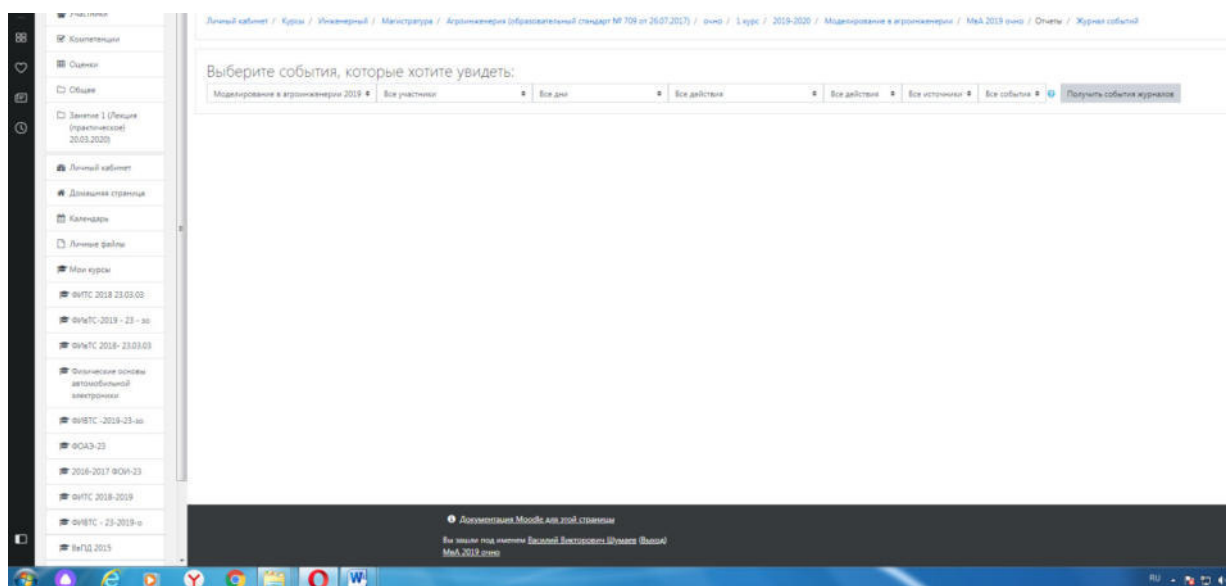 Участники
Личный кабинет / Курсы / Инженерный / Магистратура / Агроинженерия (образовательный стандарт № 709 от 26.07.2017) / очно / 1 курс / 2019-2020 / Моделирование в агроинженерии / МвА 2019 очно / Отчеты / Журнал событий
Компетенции
Оценки
Общее
Занятие 1 (Лекция
(практическое)
20.03.2020)
Выберите события, которые хотите увидеть:
Моделирование в агроинженерии 2019 Все участники Все дни Все действия Все действия Все источники Все события Получить события журналов
Личный кабинет
Домашняя страница
Календарь
Личные файлы
Мои курсы
ФИТС 2018 23.03.03
ФИвТС-2019 - 23 - зо
ФИвТС 2018- 23.03.03
Физические основы
автомобильной
электроники
ФИВТС -2019-23-зо
ФОАЭ-23
2016-2017 ФОИ-23
ФИТС 2018-2019
ФИВТС - 23-2019-о
ВвПД 2015
Документация Moodle для этой страницы
Вы зашли под именем Василий Викторович Шумаев (Выход)
МвА 2019 очно
RU